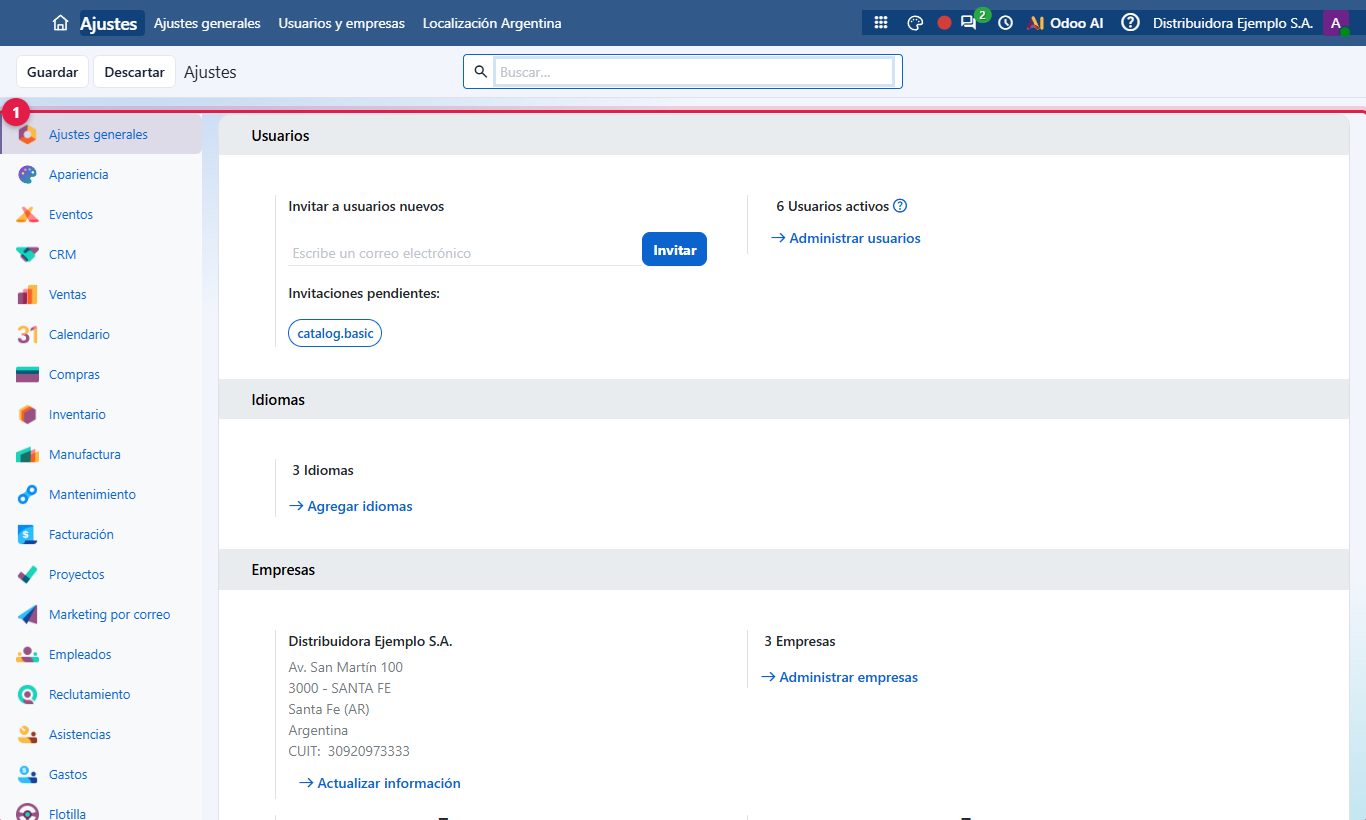 Ajustes Ajustes generales Usuarios y empresas Localización Argentina 2 Odoo AI Distribuidora Ejemplo S.A. A
Guardar Descartar Ajustes Buscar...
1
Ajustes generales
Apariencia
Eventos
CRM
Ventas
31 Calendario
Compras
Inventario
Manufactura
Mantenimiento
$ Facturación
Proyectos
Marketing por correo
Empleados
Reclutamiento
Asistencias
$ Gastos
Flotilla
Usuarios
Invitar a usuarios nuevos
Escribe un correo electrónico Invitar
Invitaciones pendientes:
catalog.basic
6 Usuarios activos ?
→ Administrar usuarios
Idiomas
3 Idiomas
→ Agregar idiomas
Empresas
Distribuidora Ejemplo S.A.
Av. San Martín 100
3000 - SANTA FE
Santa Fe (AR)
Argentina
CUIT: 30920973333
→ Actualizar información
3 Empresas
→ Administrar empresas